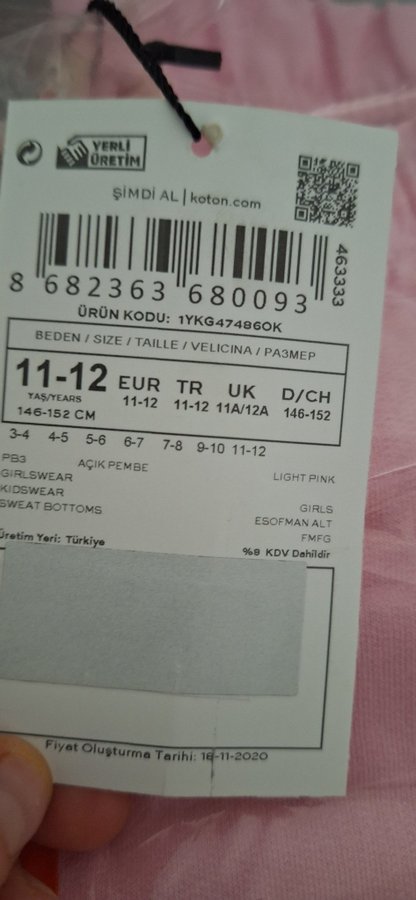 YERLİ
ÜRETİM
ŞİMDİ AL | koton.com
463333
8 682363 680093
ÜRÜN KODU: 1YKG47486OK
BEDEN / SIZE / TAILLE / VELICINA / РАЗМЕР
11-12 EUR TR UK D/CH
YAŞ/YEARS 11-12 11-12 11A/12A 146-152
146-152 CM
3-4 4-5 5-6 6-7 7-8 9-10 11-12
PB3 AÇIK PEMBE LIGHT PINK
GIRLSWEAR
KIDSWEAR GIRLS
SWEAT BOTTOMS ESOFMAN ALT
FMFG
Üretim Yeri: Türkiye %8 KDV Dahildir
Fiyat Oluşturma Tarihi: 16-11-2020